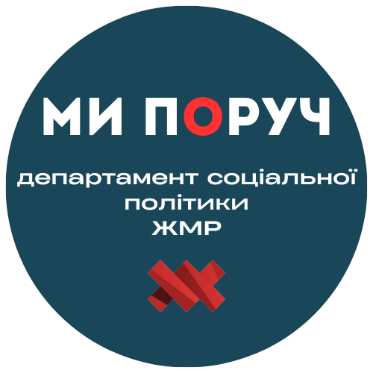 МИ ПОРУЧ
департамент соціальної
політики
ЖМР